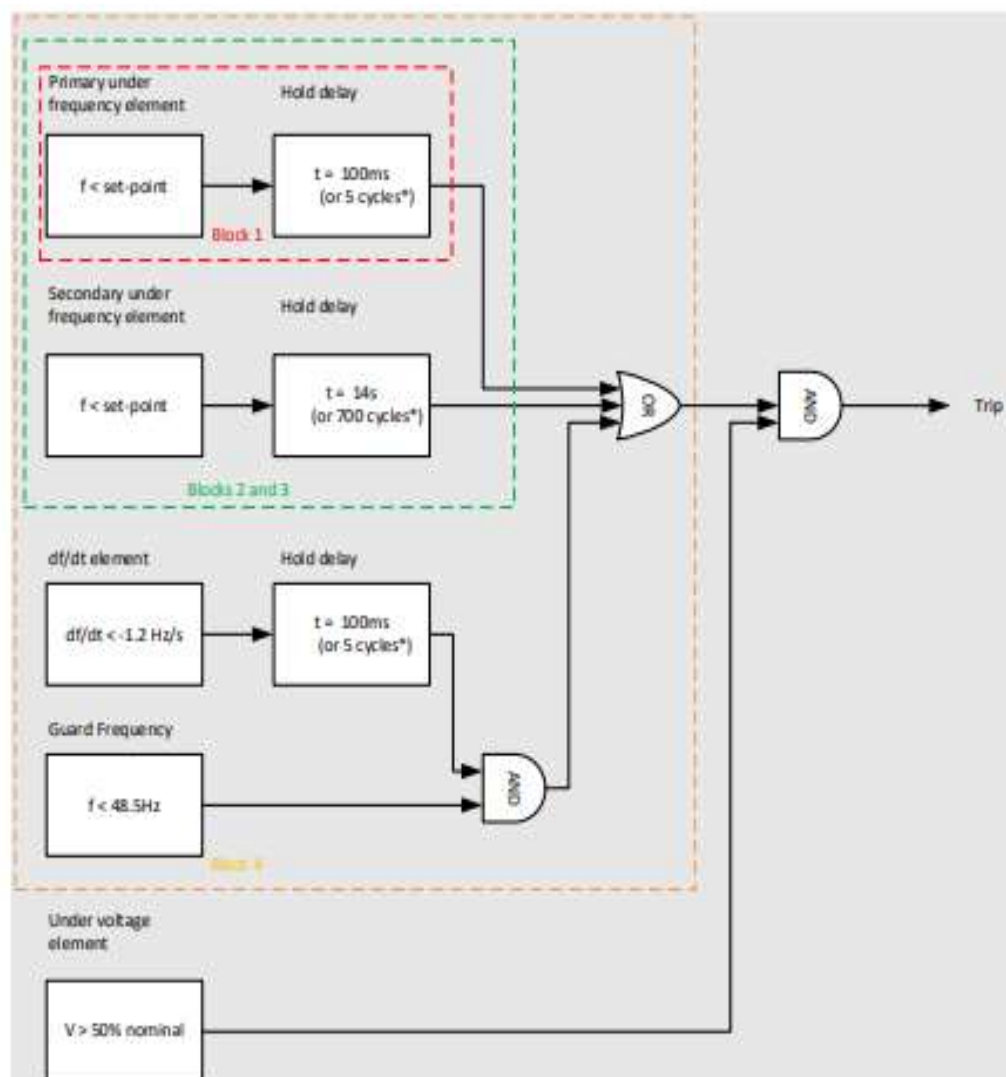 Primary under
frequency element
Hold delay
f < set-point
t = 100ms
(or 5 cycles*)
Block 1
Secondary under
frequency element
Hold delay
f < set-point
t = 14s
(or 700 cycles*)
OR
AND
Trip
Blocks 2 and 3
df/dt element
Hold delay
df/dt < -1.2 Hz/s
t = 100ms
(or 5 cycles*)
Guard Frequency
f < 48.5Hz
AND
Block 4
Under voltage
element
V > 50% nominal